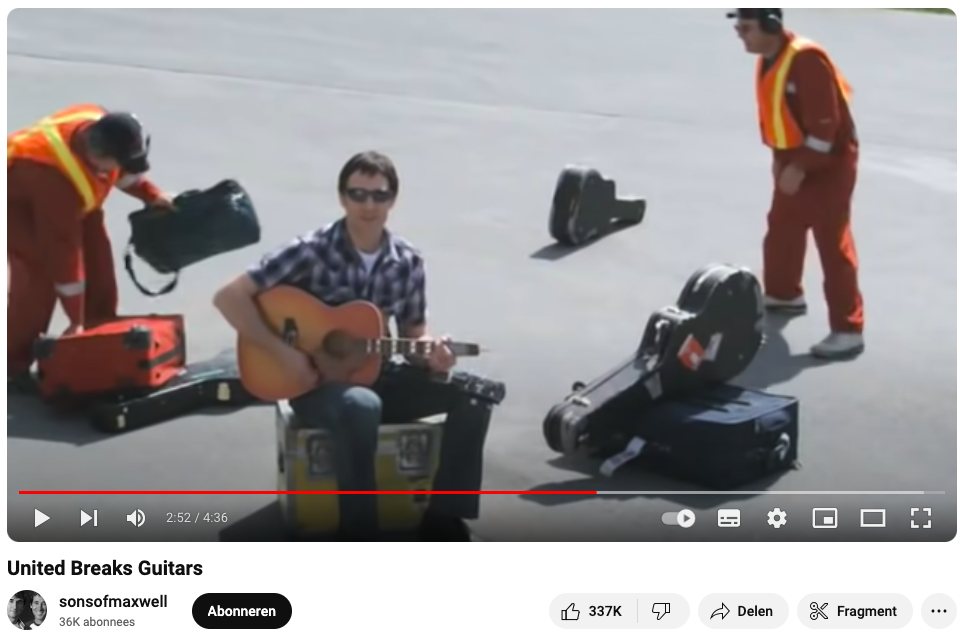 2:52 / 4:36
United Breaks Guitars
sonsofmaxwell
36K abonnees
Abonneren
337K
Delen
Fragment